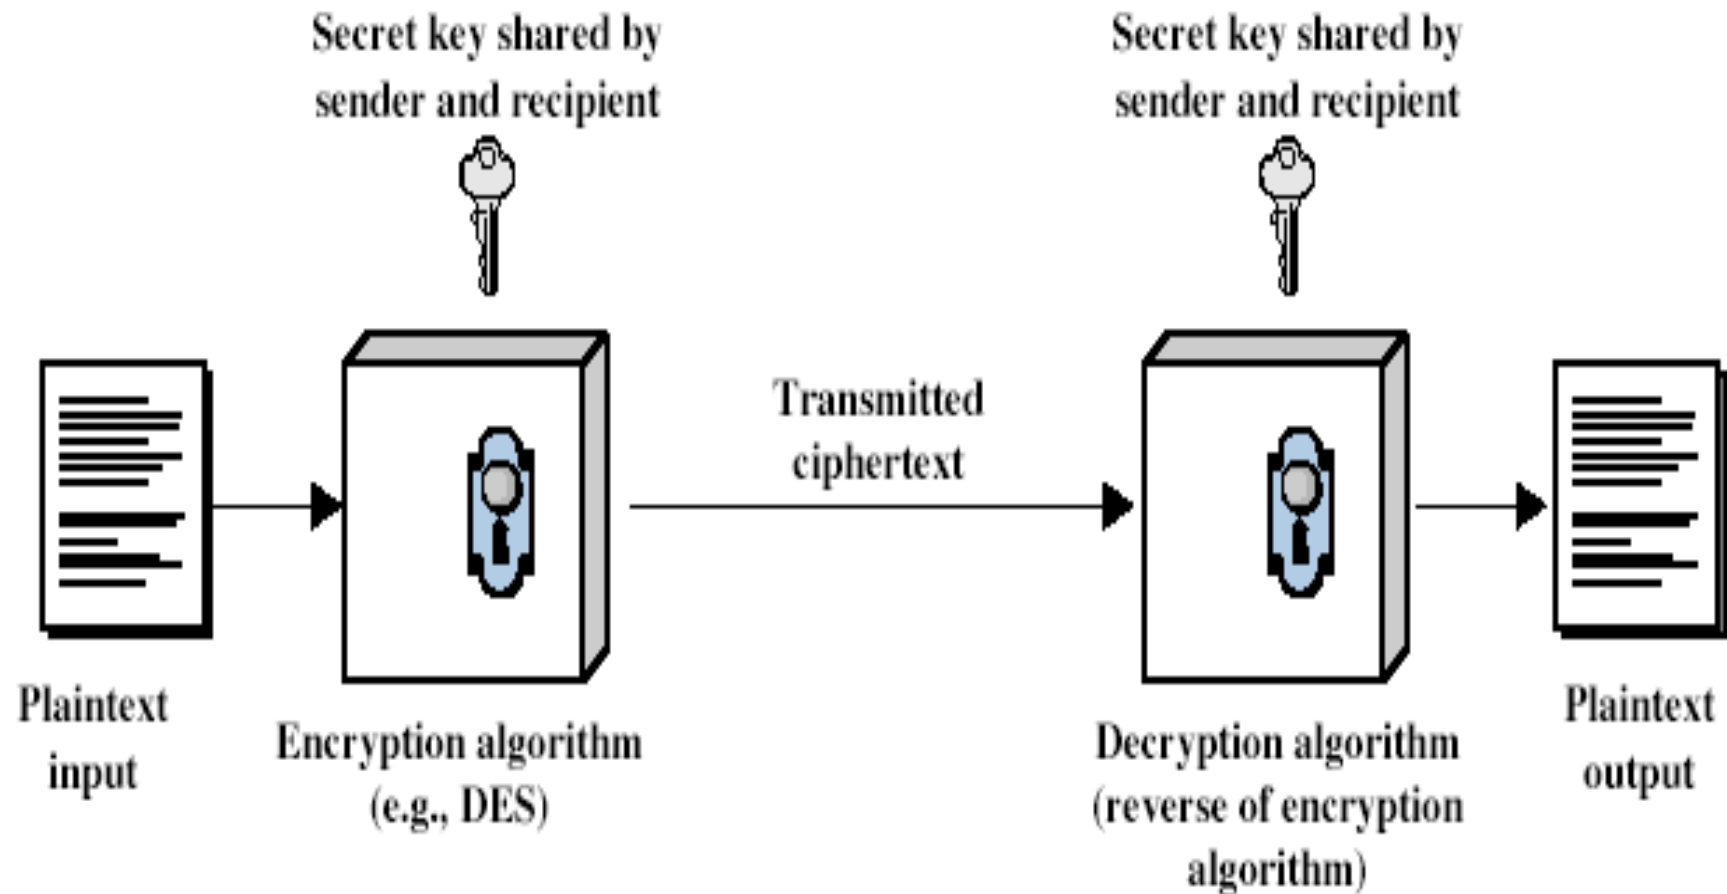 Secret key shared by
sender and recipient
Secret key shared by
sender and recipient
Transmitted
ciphertext
Plaintext
input
Encryption algorithm
(e.g., DES)
Decryption algorithm
(reverse of encryption
algorithm)
Plaintext
output